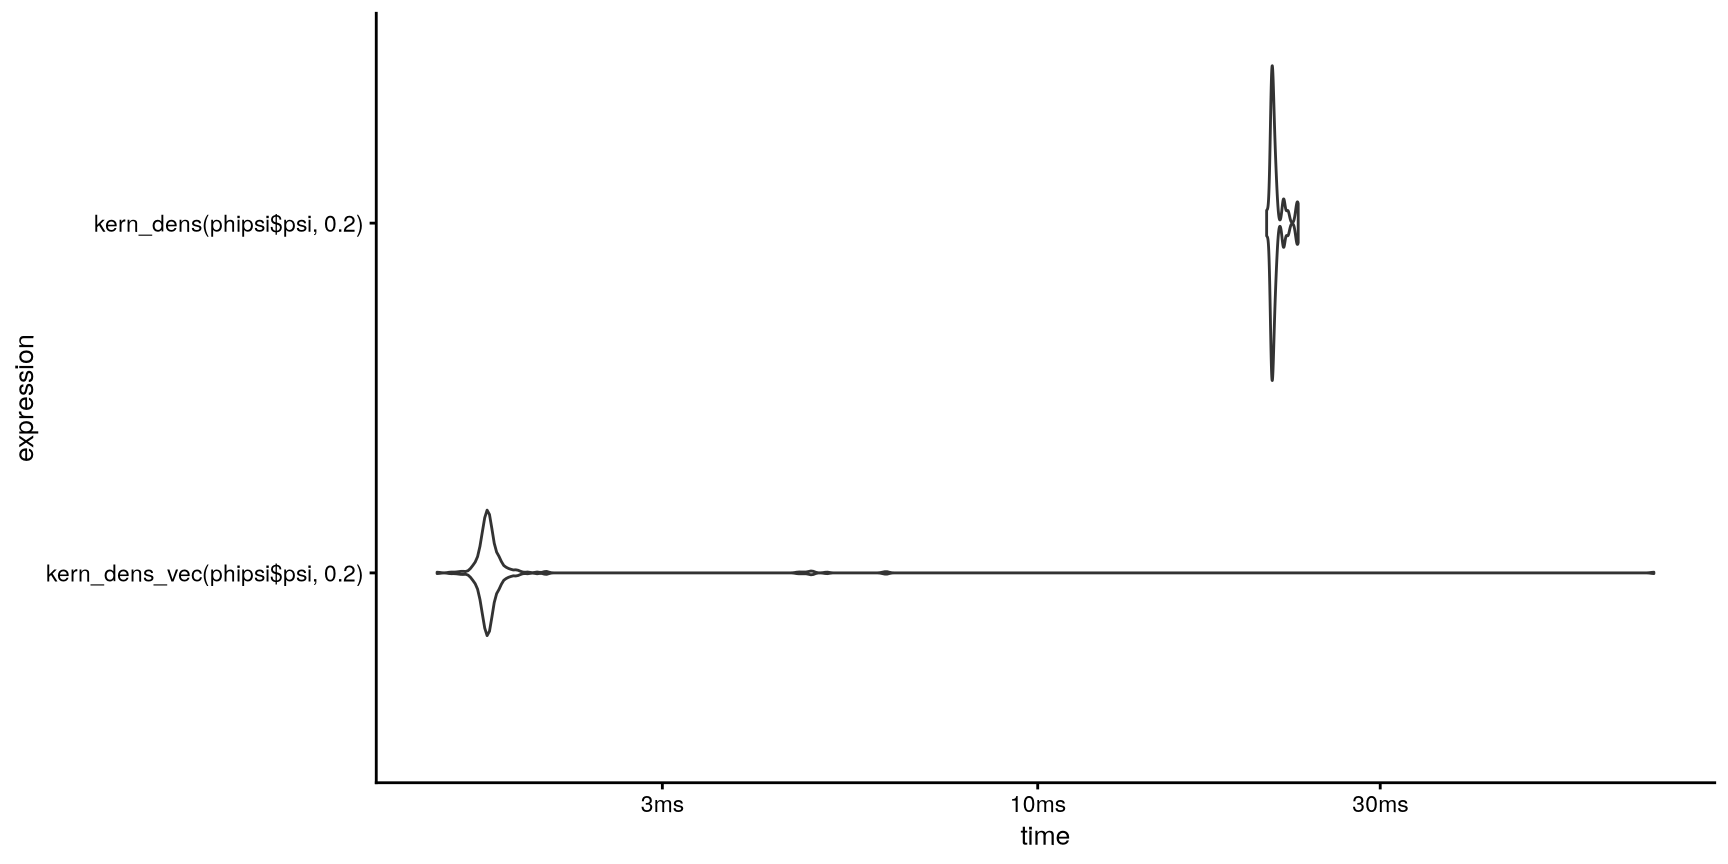 expression
kern_dens(phipsi$psi, 0.2)
kern_dens_vec(phipsi$psi, 0.2)
3ms 10ms 30ms
time